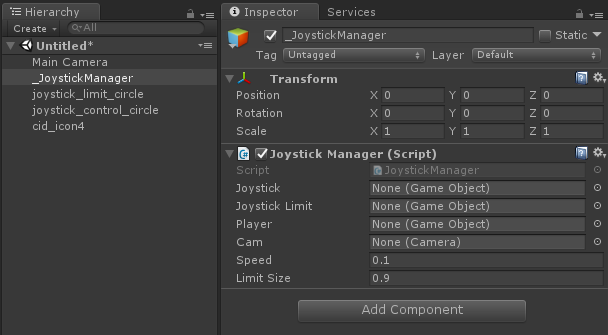 Hierarchy
Create
All
Untitled*
Main Camera
_JoystickManager
joystick_limit_circle
joystick_control_circle
cid_icon4
Inspector Services
_JoystickManager Static
Tag Untagged Layer Default
Transform
Position X 0 Y 0 Z 0
Rotation X 0 Y 0 Z 0
Scale X 1 Y 1 Z 1
Joystick Manager (Script)
Script JoystickManager
Joystick None (Game Object)
Joystick Limit None (Game Object)
Player None (Game Object)
Cam None (Camera)
Speed 0.1
Limit Size 0.9
Add Component